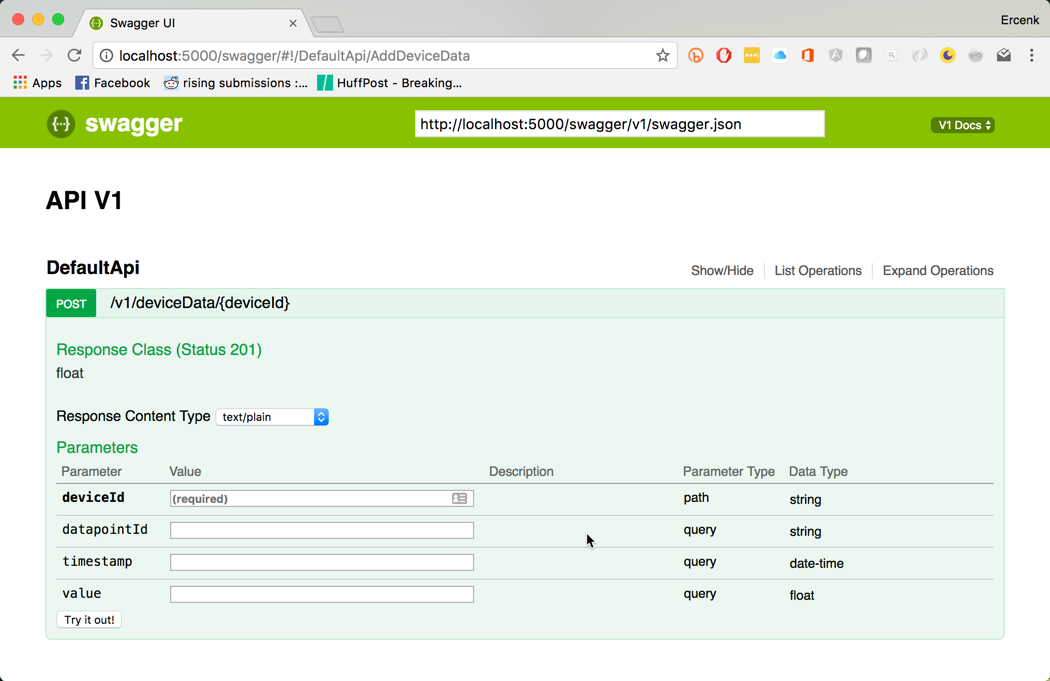 Swagger UI
Ercenk
localhost:5000/swagger/#!/DefaultApi/AddDeviceData
Apps Facebook rising submissions :... HuffPost - Breaking...
{··} swagger http://localhost:5000/swagger/v1/swagger.json V1 Docs
API V1
DefaultApi Show/Hide List Operations Expand Operations
POST /v1/deviceData/{deviceId}
Response Class (Status 201)
float
Response Content Type text/plain
Parameters
Parameter Value Description Parameter Type Data Type
deviceId (required) path string
datapointId query string
timestamp query date-time
value query float
Try it out!